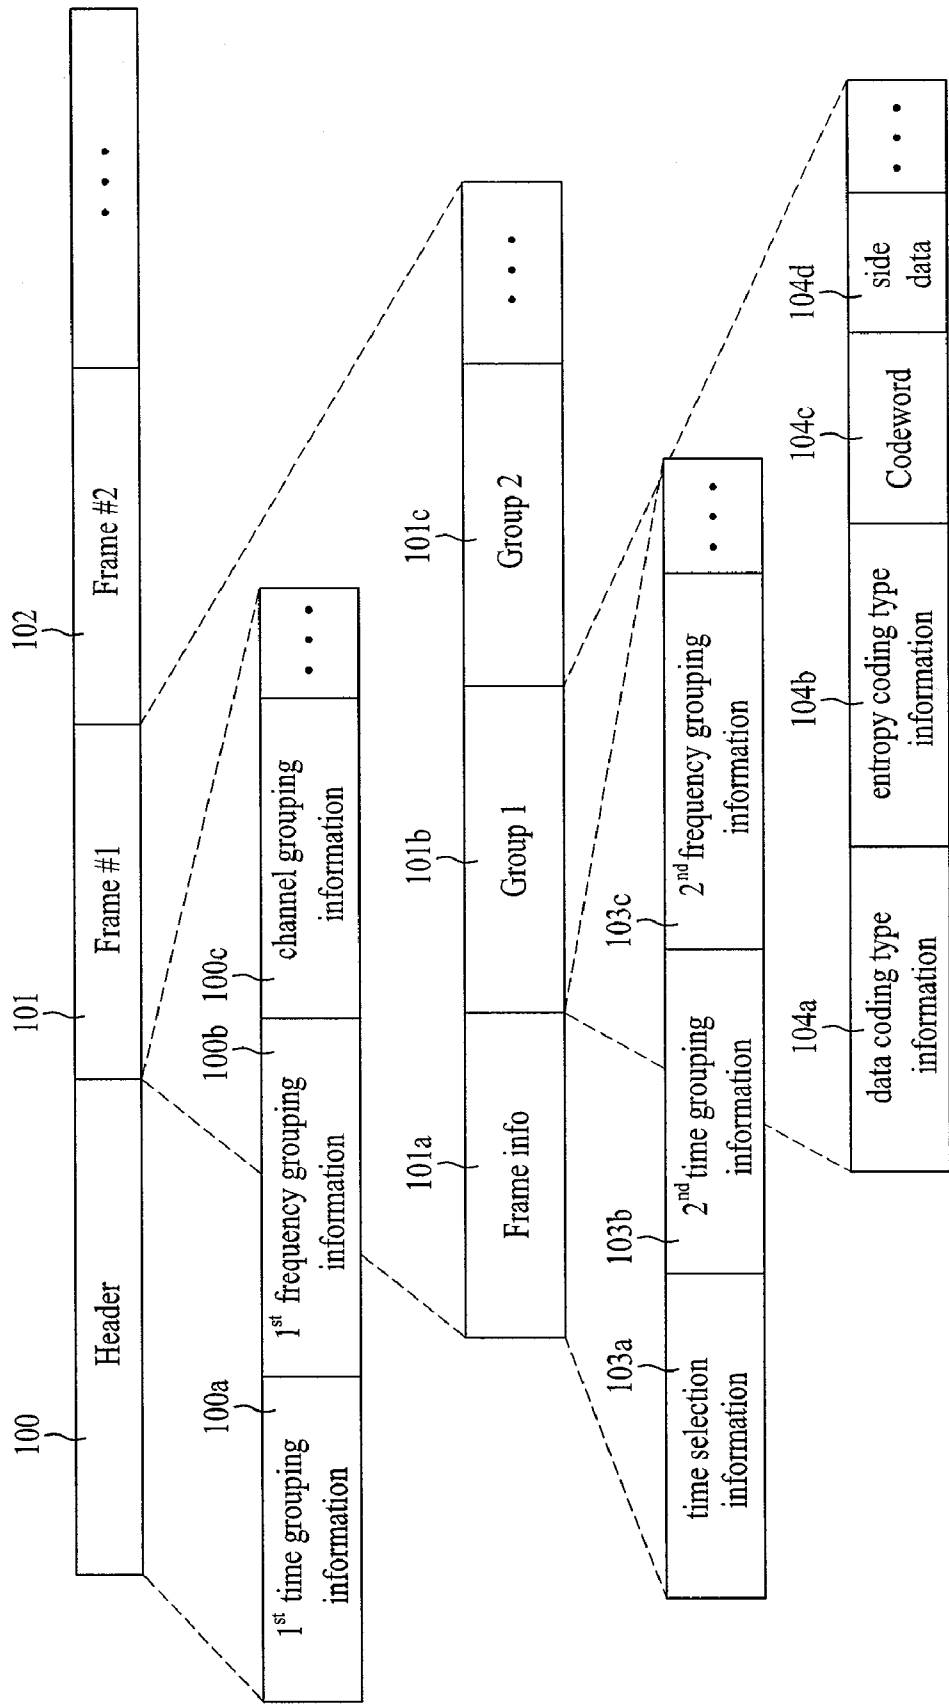 100
Header
101
Frame #1
102
Frame #2
• • •
100a
1st time grouping
information
100b
1st frequency grouping
information
100c
channel grouping
information
• • •
101a
Frame info
101b
Group 1
101c
Group 2
• • •
103a
time selection
information
103b
2nd time grouping
information
103c
2nd frequency grouping
information
• • •
104a
data coding type
information
104b
entropy coding type
information
104c
Codeword
104d
side
data
• • •